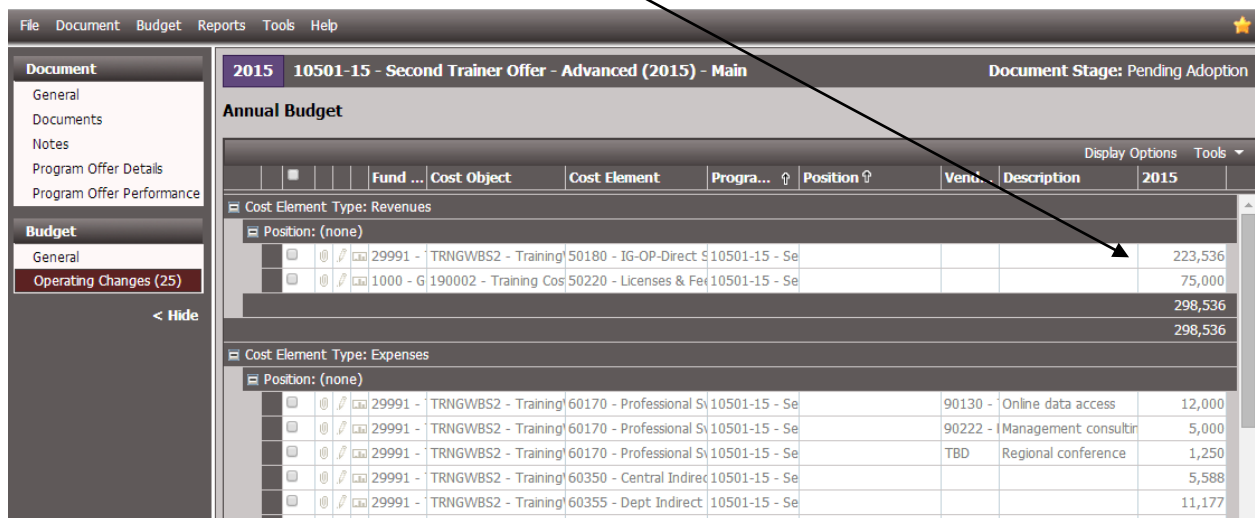 File Document Budget Reports Tools Help
Document
General
Documents
Notes
Program Offer Details
Program Offer Performance
Budget
General
Operating Changes (25)
< Hide
2015 10501-15 - Second Trainer Offer - Advanced (2015) - Main Document Stage: Pending Adoption
Annual Budget
Display Options Tools
Fund ... Cost Object Cost Element Progra... Position Vend... Description 2015
Cost Element Type: Revenues
Position: (none)
29991 - TRNGWBS2 - Training 50180 - IG-OP-Direct S 10501-15 - Se 223,536
1000 - G 190002 - Training Cos 50220 - Licenses & Fee 10501-15 - Se 75,000
298,536
298,536
Cost Element Type: Expenses
Position: (none)
29991 - TRNGWBS2 - Training 60170 - Professional Sv 10501-15 - Se 90130 - Online data access 12,000
29991 - TRNGWBS2 - Training 60170 - Professional Sv 10501-15 - Se 90222 - Management consultin 5,000
29991 - TRNGWBS2 - Training 60170 - Professional Sv 10501-15 - Se TBD Regional conference 1,250
29991 - TRNGWBS2 - Training 60350 - Central Indirec 10501-15 - Se 5,588
29991 - TRNGWBS2 - Training 60355 - Dept Indirect 10501-15 - Se 11,177